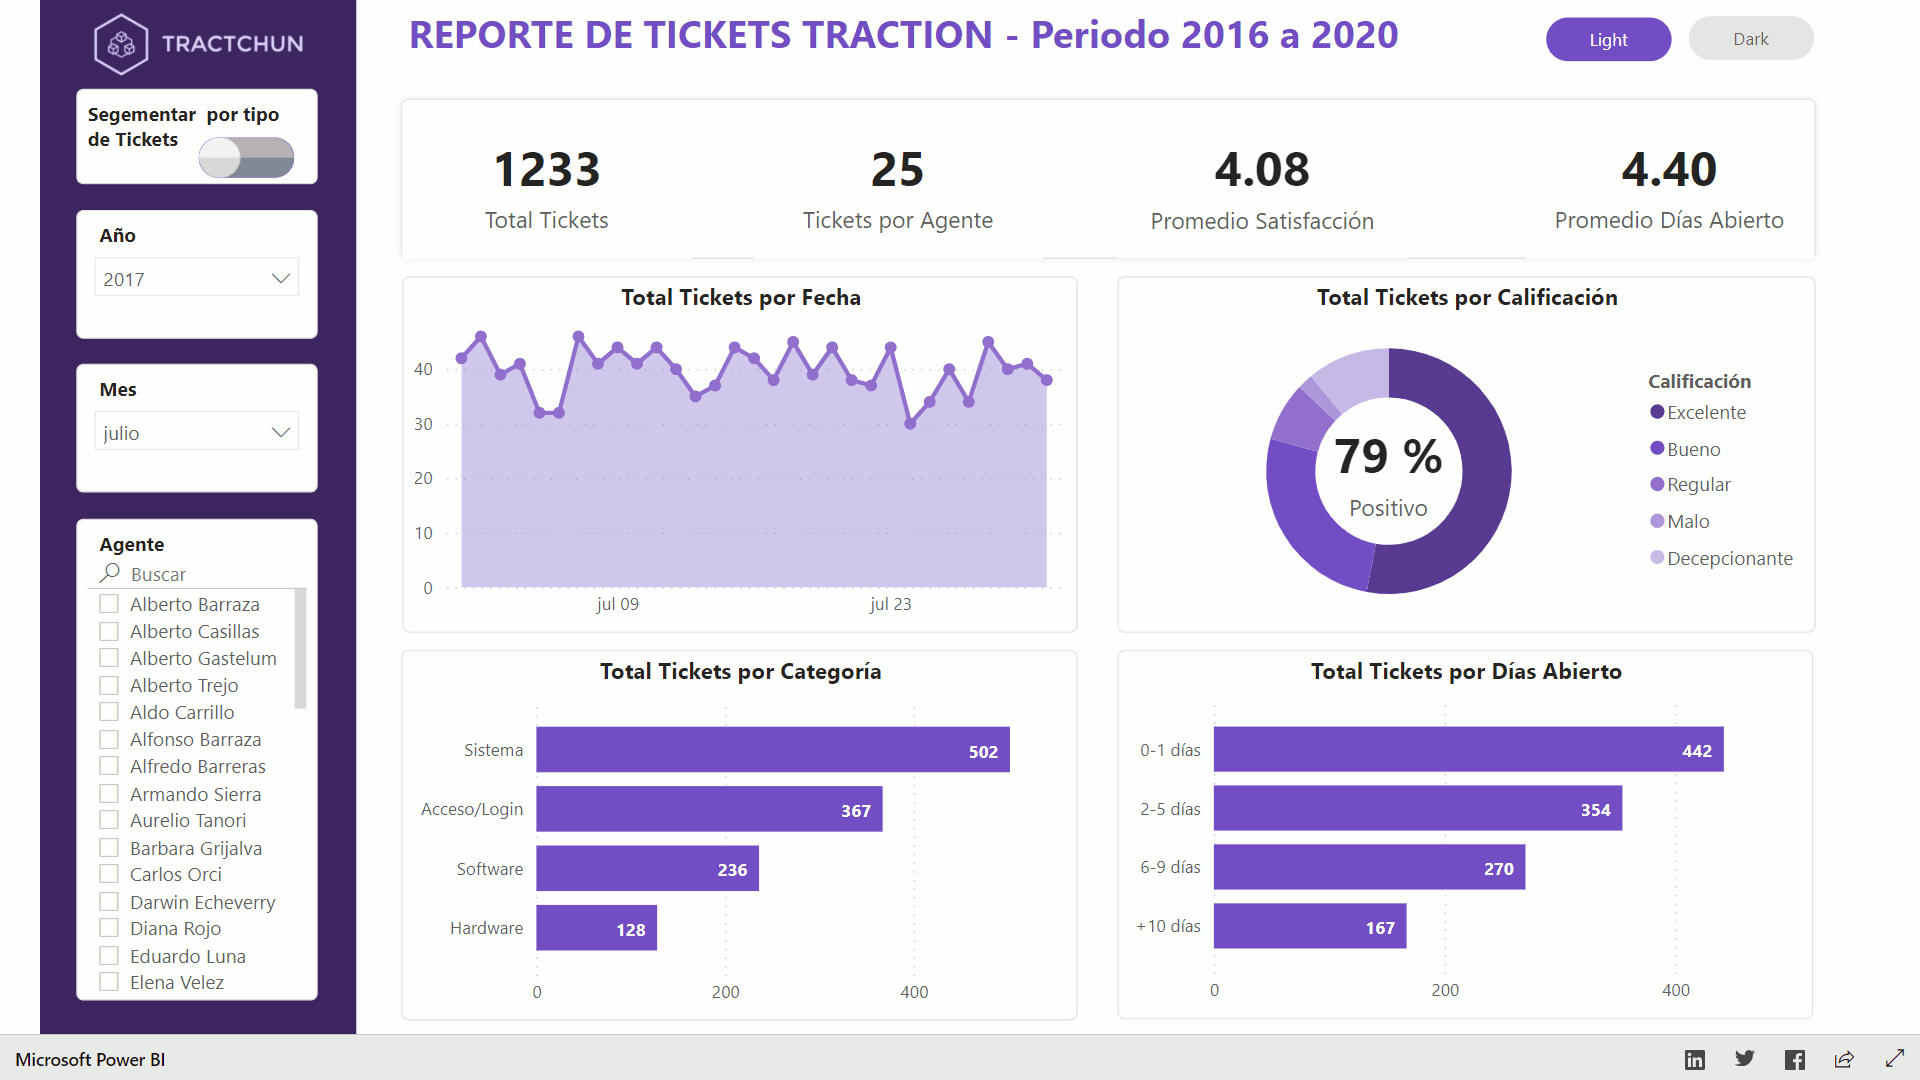 TRACTCHUN
Segementar por tipo
de Tickets
Año
2017
Mes
julio
Agente
Buscar
Alberto Barraza
Alberto Casillas
Alberto Gastelum
Alberto Trejo
Aldo Carrillo
Alfonso Barraza
Alfredo Barreras
Armando Sierra
Aurelio Tanori
Barbara Grijalva
Carlos Orci
Darwin Echeverry
Diana Rojo
Eduardo Luna
Elena Velez
REPORTE DE TICKETS TRACTION - Periodo 2016 a 2020
Light
Dark
1233
Total Tickets
25
Tickets por Agente
4.08
Promedio Satisfacción
4.40
Promedio Días Abierto
Total Tickets por Fecha
40
30
20
10
0
jul 09
jul 23
Total Tickets por Calificación
79 %
Positivo
Calificación
Excelente
Bueno
Regular
Malo
Decepcionante
Total Tickets por Categoría
Sistema 502
Acceso/Login 367
Software 236
Hardware 128
0 200 400
Total Tickets por Días Abierto
0-1 días 442
2-5 días 354
6-9 días 270
+10 días 167
0 200 400
Microsoft Power BI